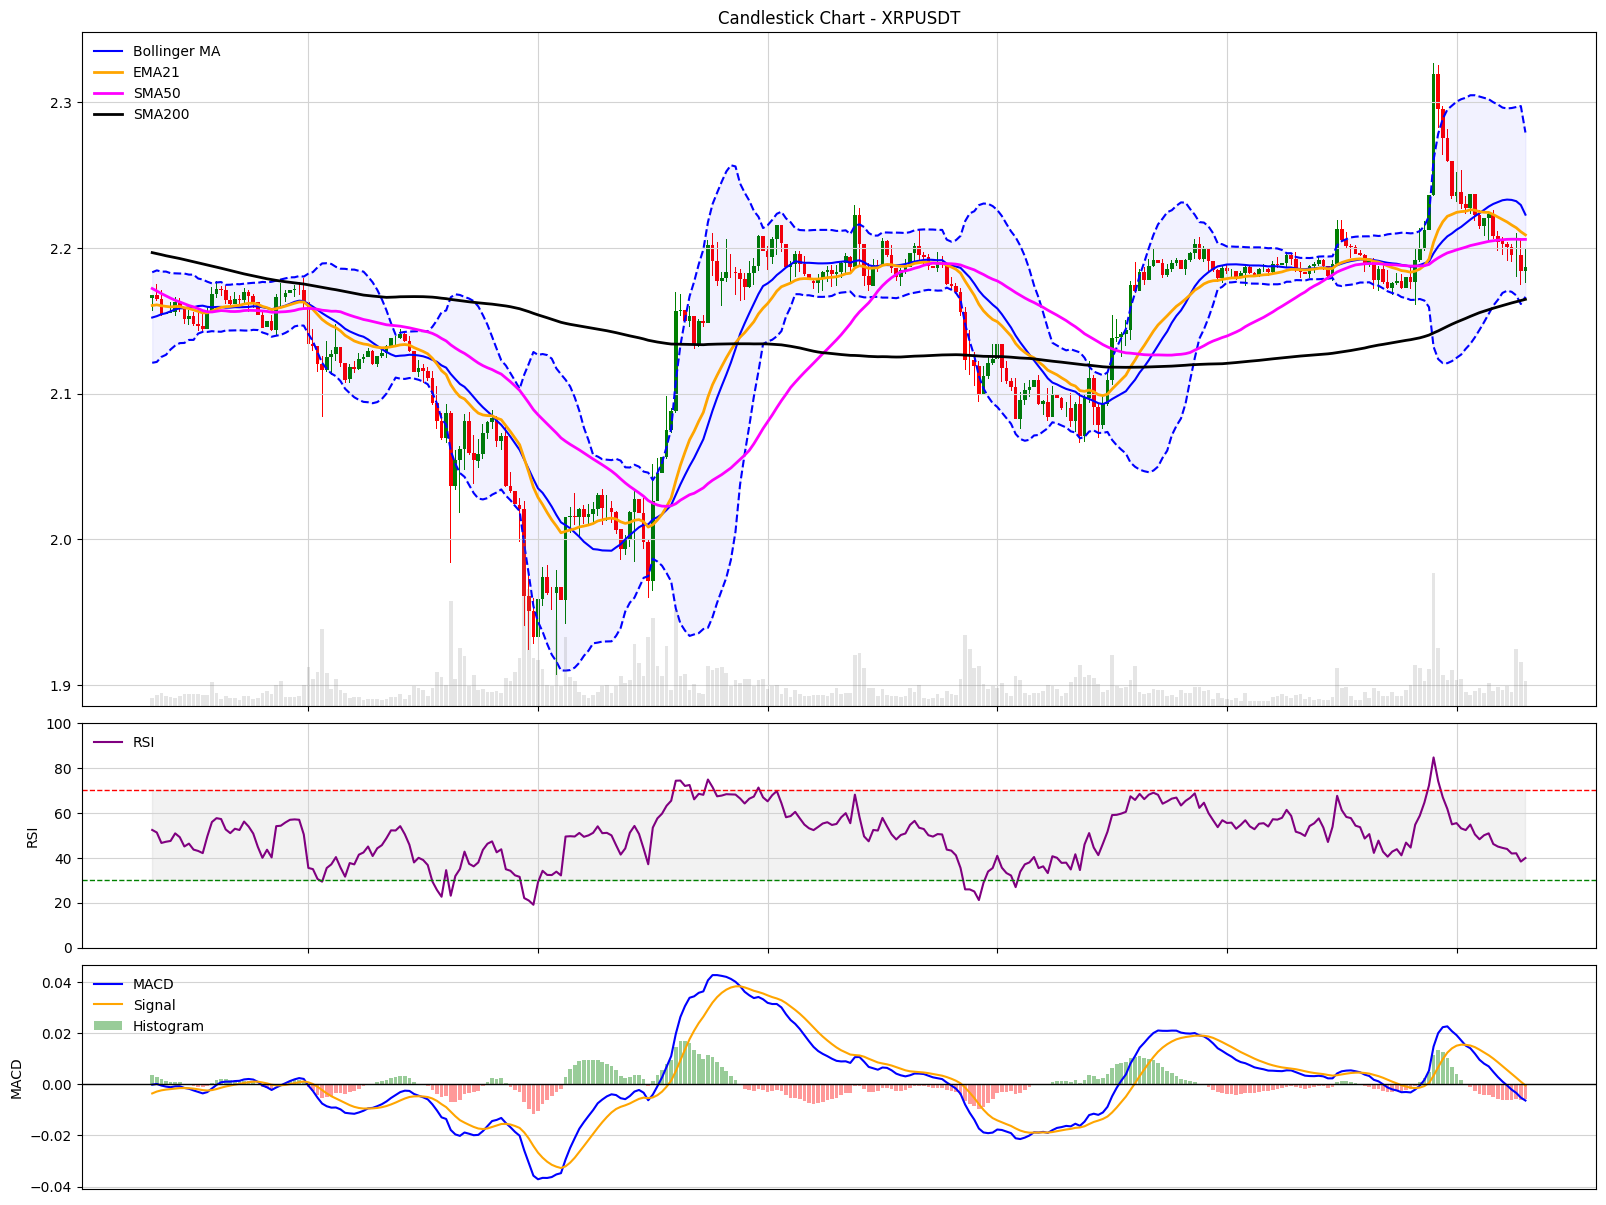 Candlestick Chart - XRPUSDT
Bollinger MA
EMA21
SMA50
SMA200
2.3
2.2
2.1
2.0
1.9
RSI
RSI
100
80
60
40
20
0
MACD
Signal
Histogram
MACD
0.04
0.02
0.00
−0.02
−0.04